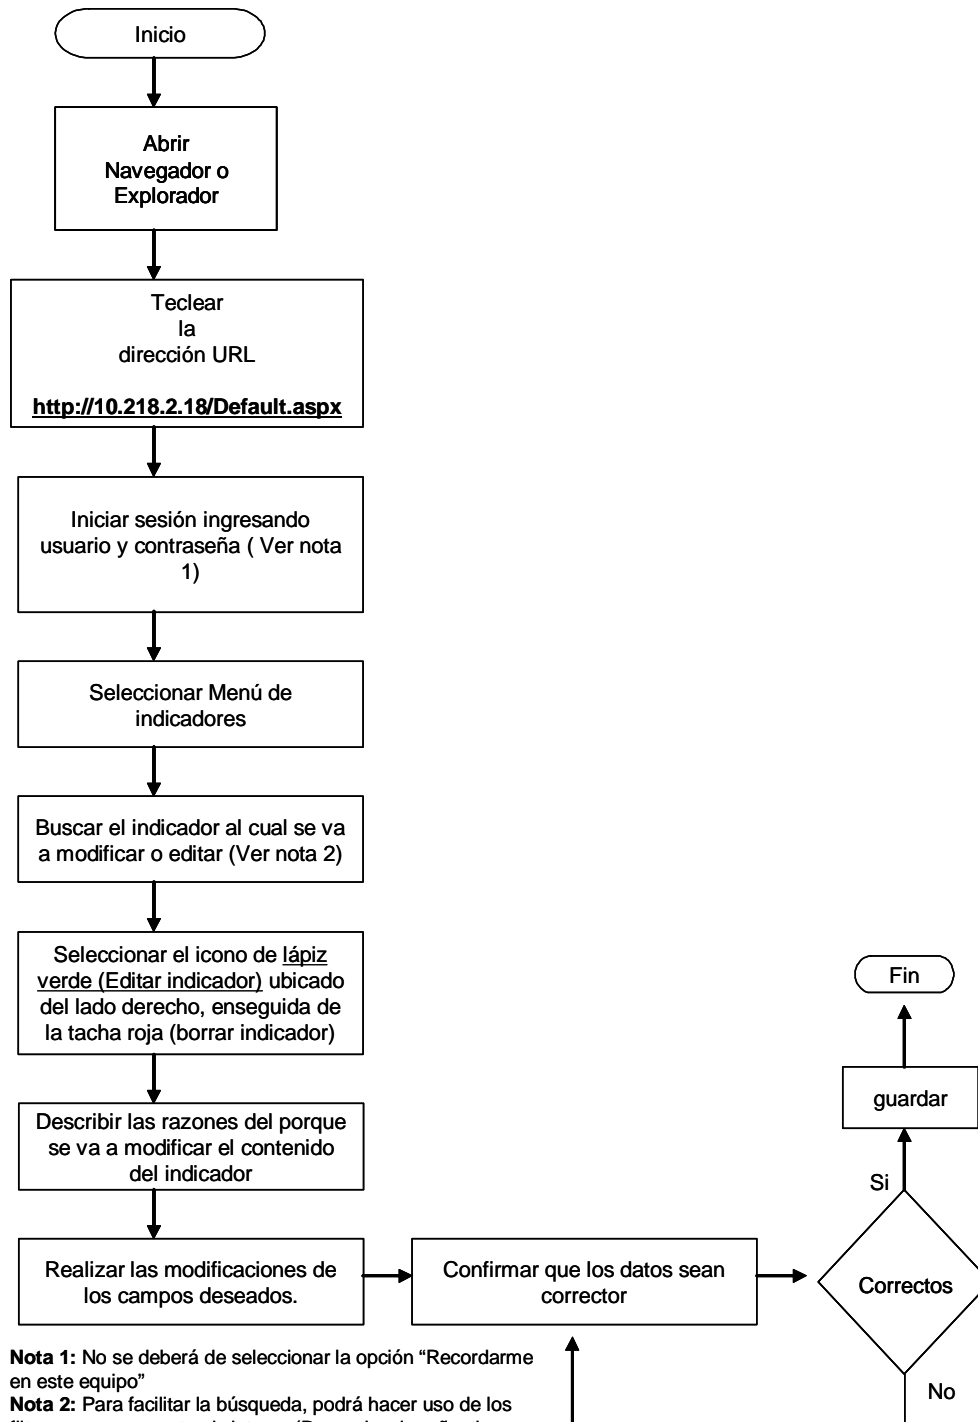 Inicio
Abrir
Navegador o
Explorador
Teclear
la
dirección URL
http://10.218.2.18/Default.aspx
Iniciar sesión ingresando
usuario y contraseña ( Ver nota
1)
Seleccionar Menú de
indicadores
Buscar el indicador al cual se va
a modificar o editar (Ver nota 2)
Seleccionar el icono de lápiz
verde (Editar indicador) ubicado
del lado derecho, enseguida de
la tacha roja (borrar indicador)
Describir las razones del porque
se va a modificar el contenido
del indicador
Realizar las modificaciones de
los campos deseados.
Confirmar que los datos sean
corrector
Correctos
Si
guardar
Fin
No
Nota 1: No se deberá de seleccionar la opción “Recordarme
en este equipo”
Nota 2: Para facilitar la búsqueda, podrá hacer uso de los